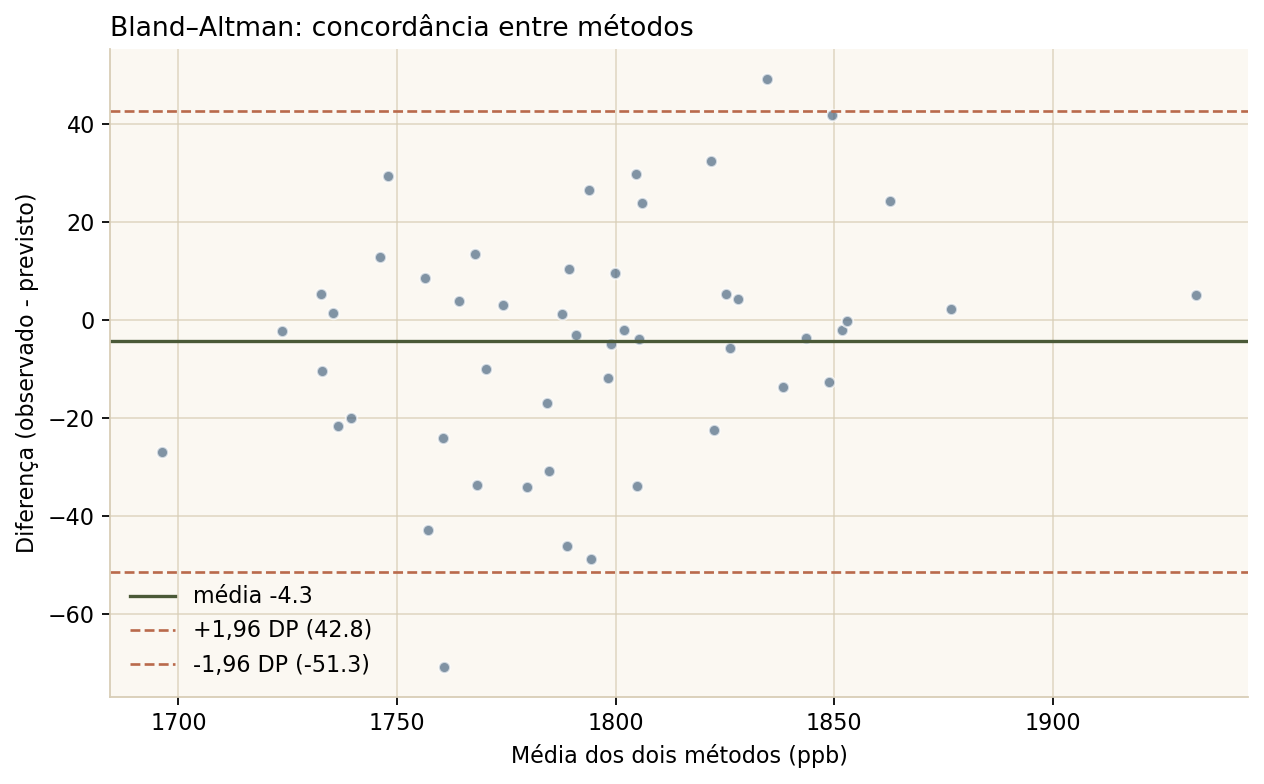 Bland–Altman: concordância entre métodos
Diferença (observado - previsto)
40
20
0
−20
−40
−60
média -4.3
+1,96 DP (42.8)
-1,96 DP (-51.3)
1700
1750
1800
1850
1900
Média dos dois métodos (ppb)